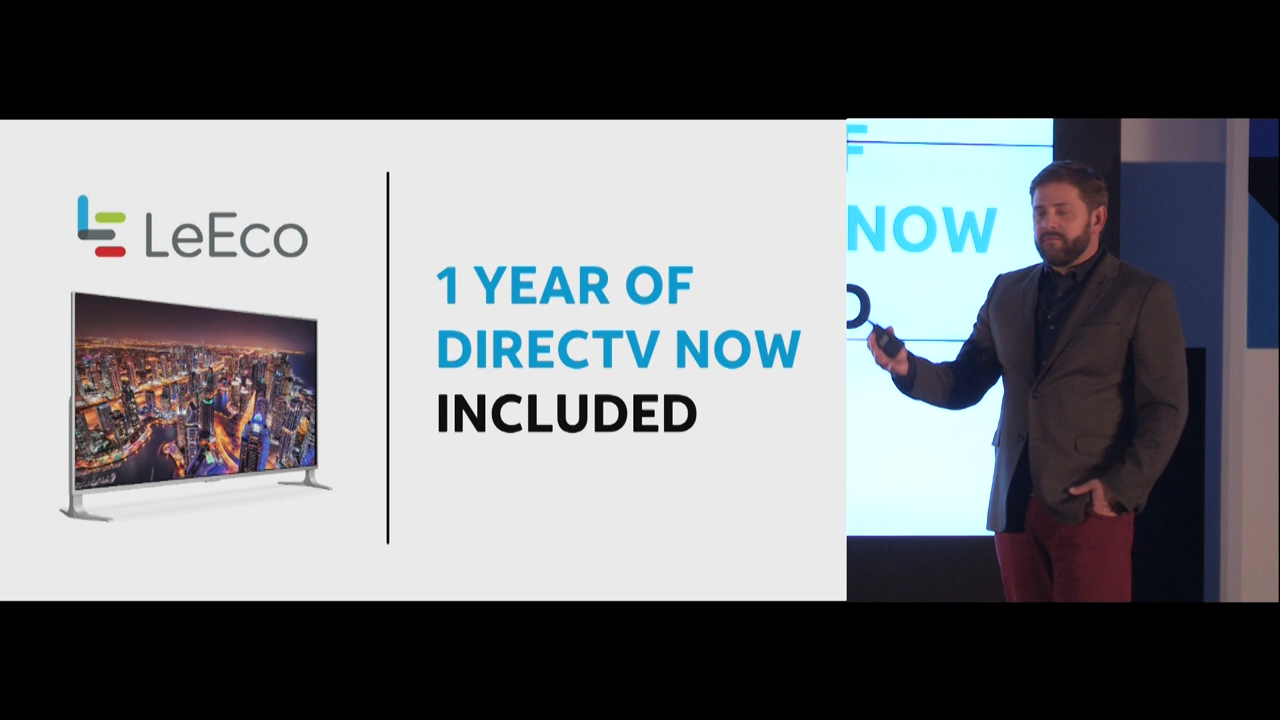 LeEco
1 YEAR OF
DIRECTV NOW
INCLUDED
F
NOW
D